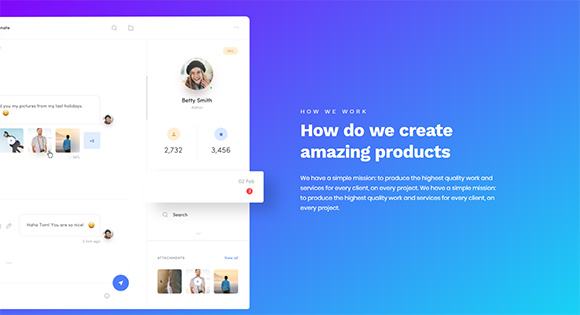 HOW WE WORK
How do we create
amazing products
We have a simple mission: to produce the highest quality work and
services for every client, on every project. We have a simple mission:
to produce the highest quality work and services for every client, on
every project.
you my pictures from my last holidays.
+5
Haha Tom! You are so nice!
Betty Smith
2,732
3,456
02 Feb
Search
ATTACHMENTS
View all